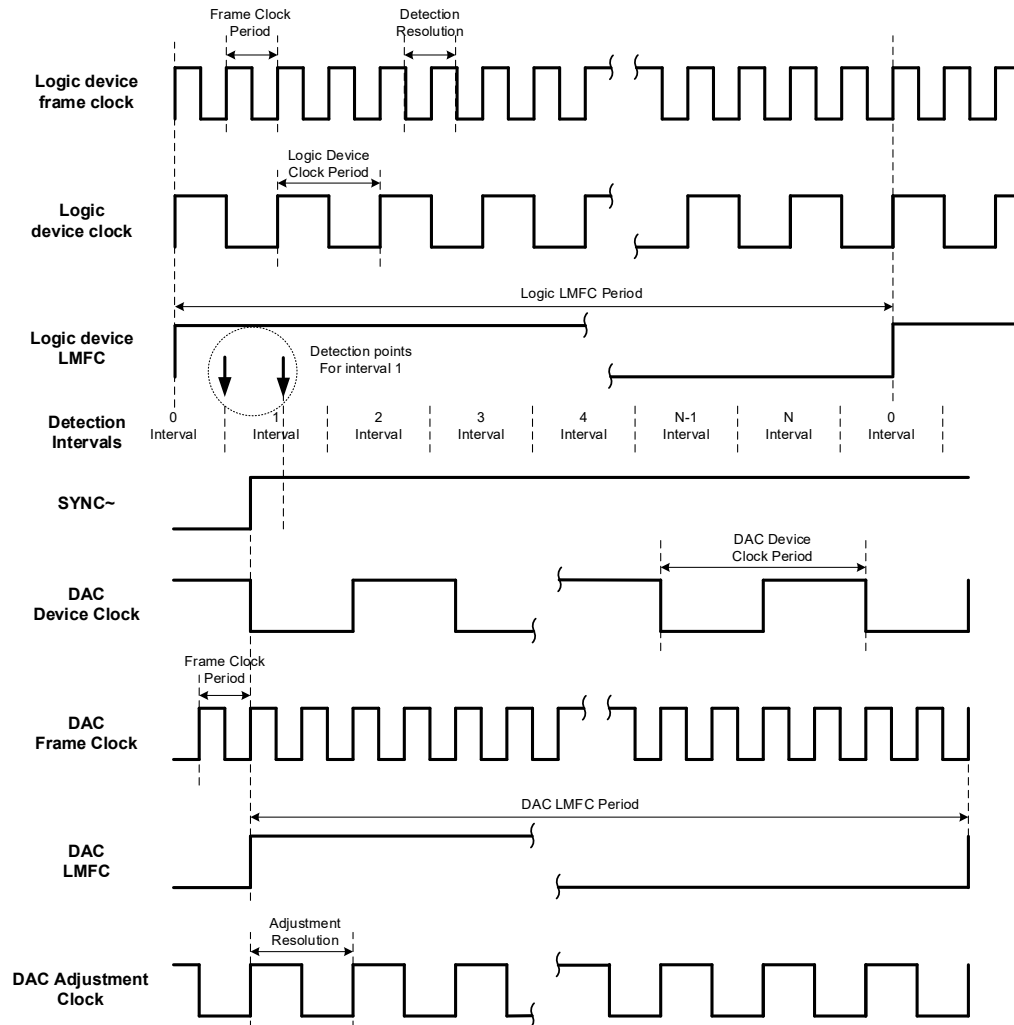 Frame Clock
Period
Detection
Resolution
Logic device
frame clock
Logic Device
Clock Period
Logic
device clock
Logic LMFC Period
Logic device
LMFC
Detection points
For interval 1
Detection
Intervals
0
Interval
1
Interval
2
Interval
3
Interval
4
Interval
N-1
Interval
N
Interval
0
Interval
SYNC~
DAC Device
Clock Period
DAC
Device Clock
Frame Clock
Period
DAC
Frame Clock
DAC LMFC Period
DAC
LMFC
Adjustment
Resolution
DAC Adjustment
Clock